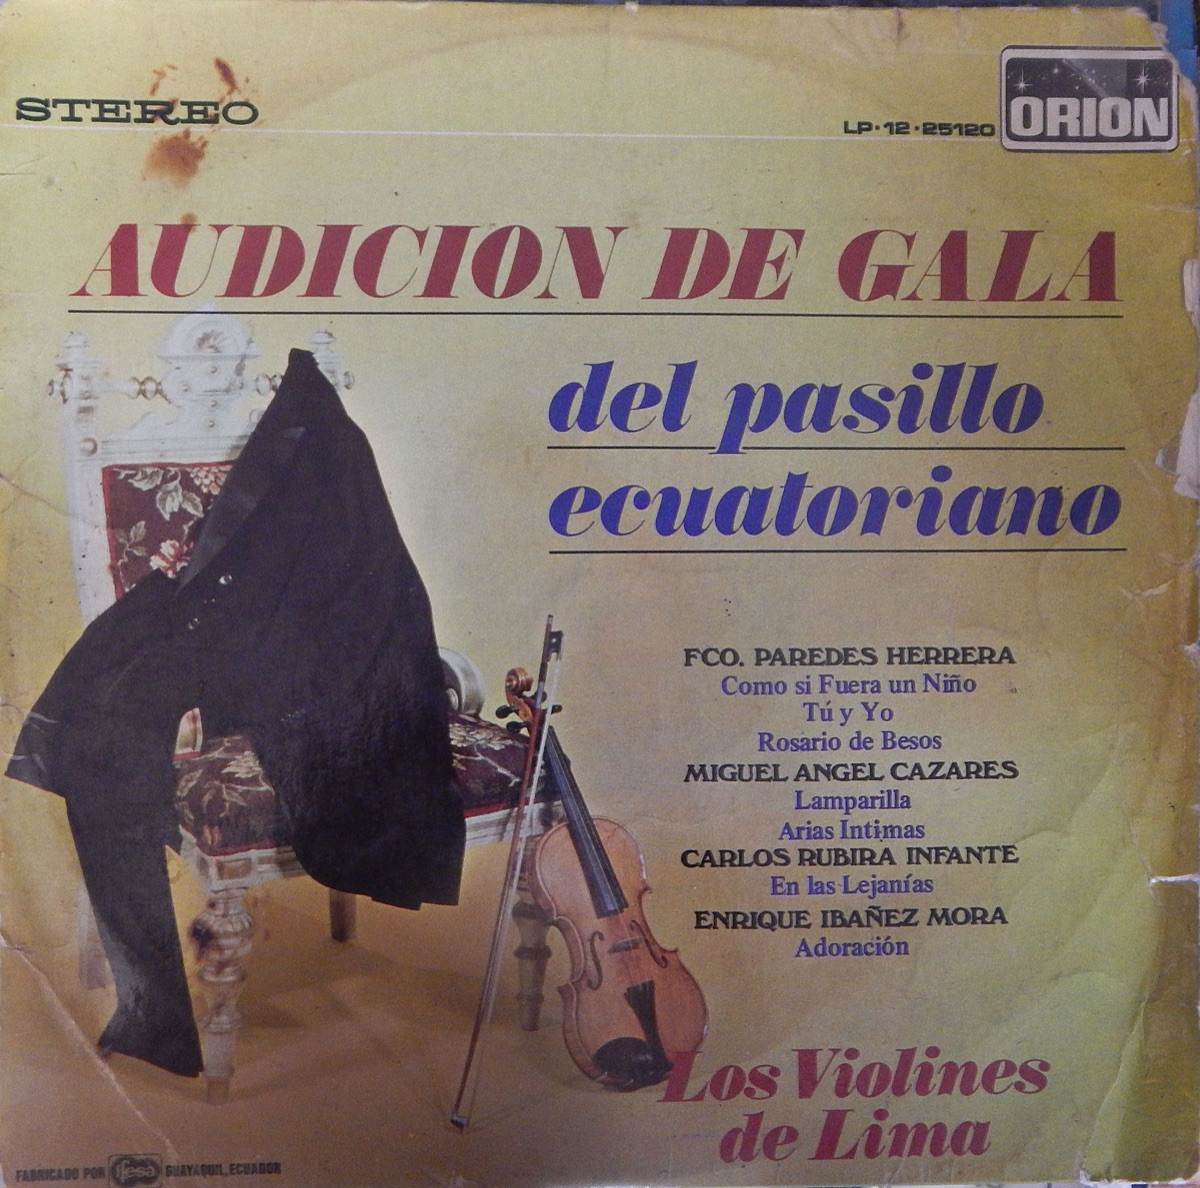 STEREO
LP·12·25120
ORION
AUDICION DE GALA
del pasillo
ecuatoriano
FCO. PAREDES HERRERA
Como si Fuera un Niño
Tú y Yo
Rosario de Besos
MIGUEL ANGEL CAZARES
Lamparilla
Arias Intimas
CARLOS RUBIRA INFANTE
En las Lejanías
ENRIQUE IBAÑEZ MORA
Adoración
Los Violines
de Lima
FABRICADO POR ifesa GUAYAQUIL, ECUADOR